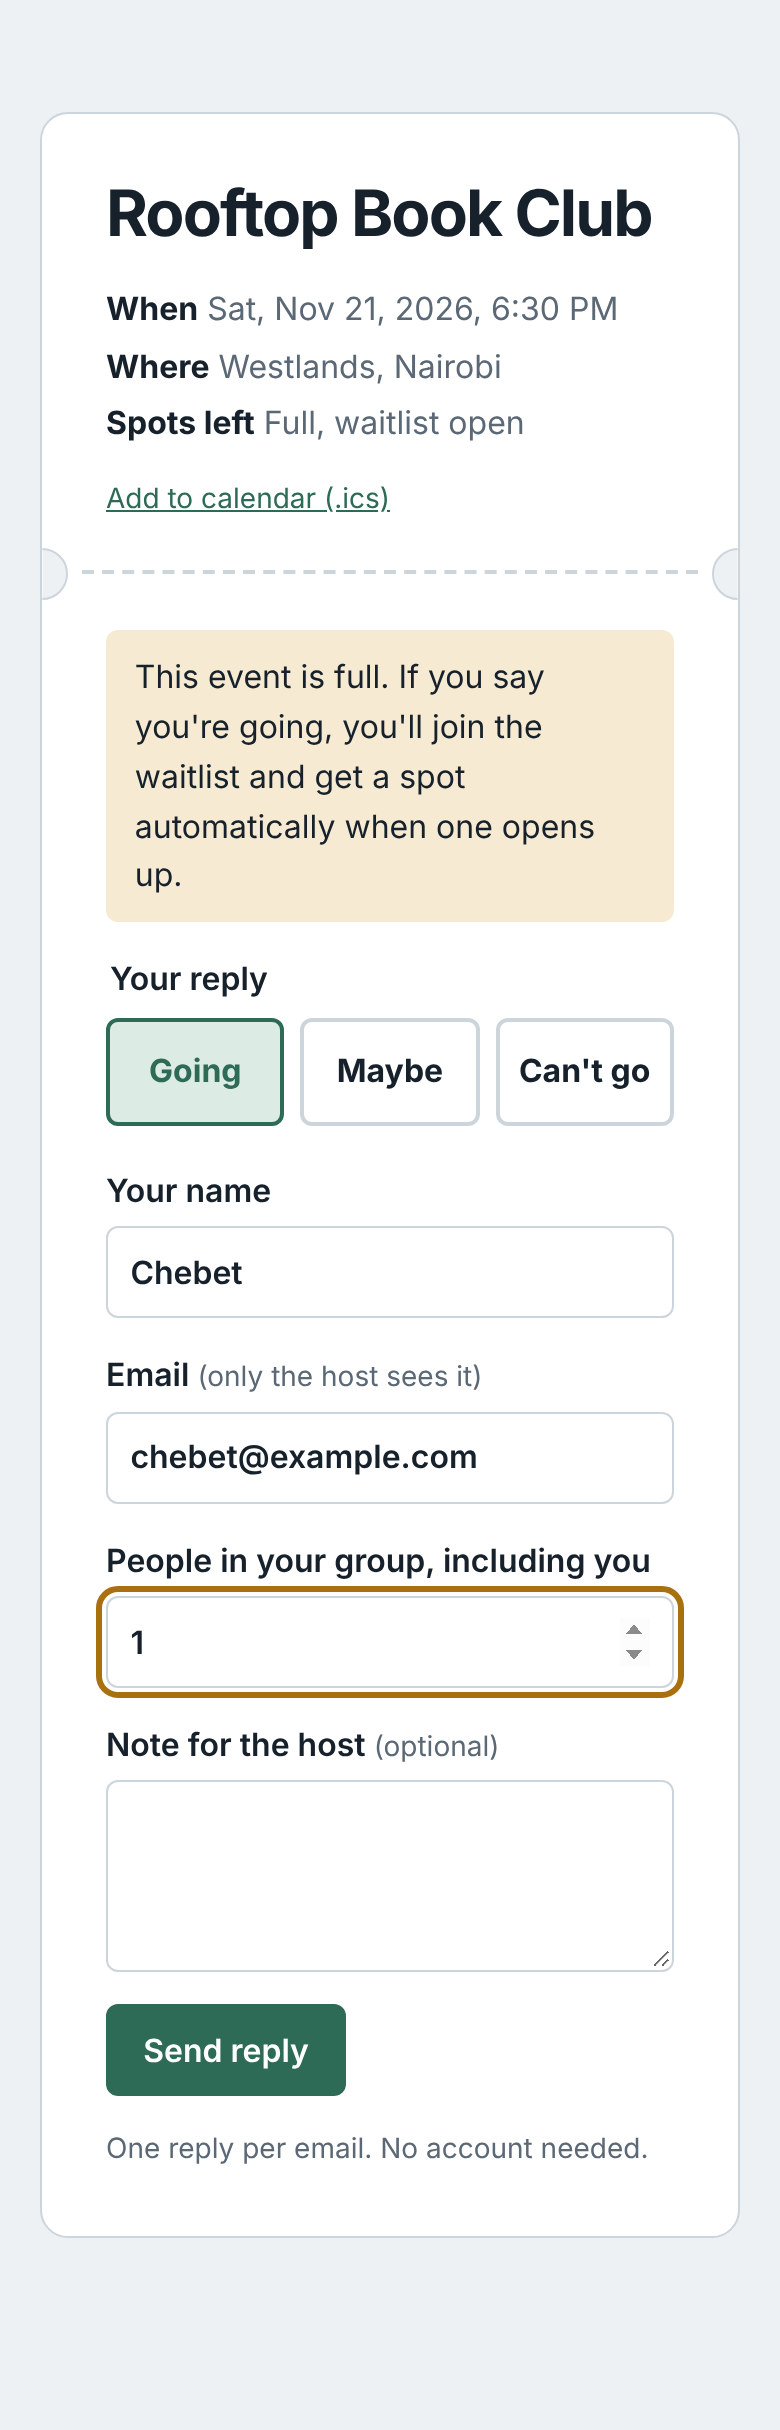 Rooftop Book Club
When Sat, Nov 21, 2026, 6:30 PM
Where Westlands, Nairobi
Spots left Full, waitlist open
Add to calendar (.ics)
This event is full. If you say
you're going, you'll join the
waitlist and get a spot
automatically when one opens
up.
Your reply
Going Maybe Can't go
Your name
Chebet
Email (only the host sees it)
chebet@example.com
People in your group, including you
1
Note for the host (optional)
Send reply
One reply per email. No account needed.